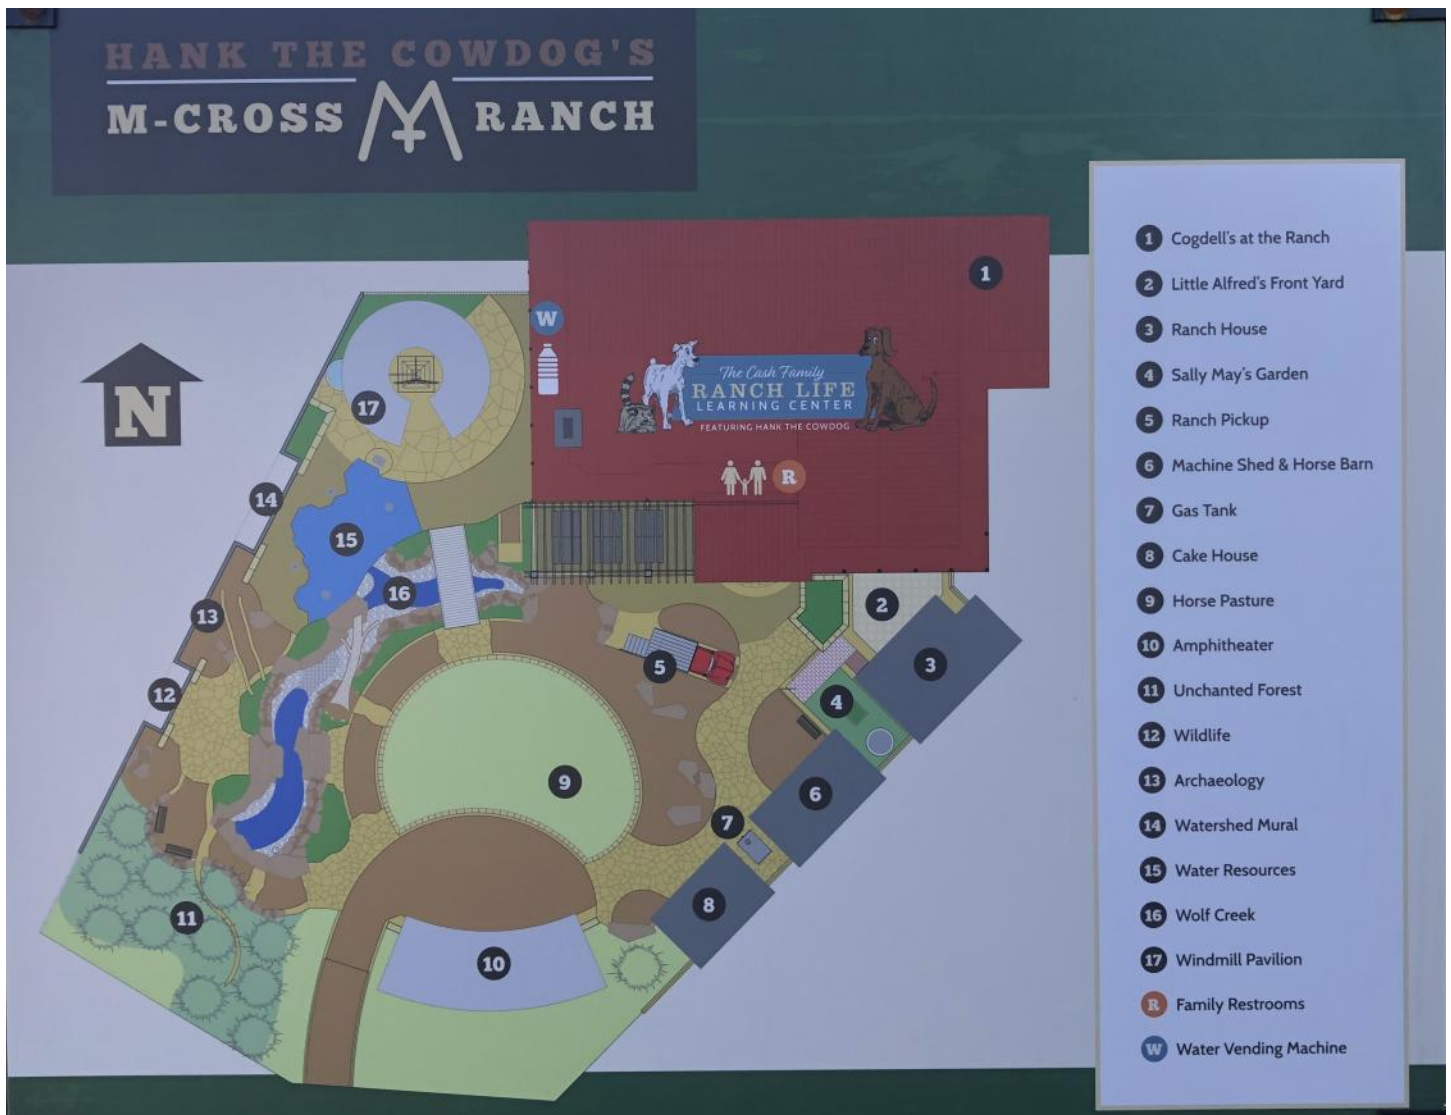 HANK THE COWDOG'S
M-CROSS RANCH
N
W
1
The Cash Family
RANCH LIFE
LEARNING CENTER
FEATURING HANK THE COWDOG
R
17
14
15
16
13
12
2
3
5
4
9
6
7
8
11
10
1 Cogdell's at the Ranch
2 Little Alfred's Front Yard
3 Ranch House
4 Sally May's Garden
5 Ranch Pickup
6 Machine Shed & Horse Barn
7 Gas Tank
8 Cake House
9 Horse Pasture
10 Amphitheater
11 Unchanted Forest
12 Wildlife
13 Archaeology
14 Watershed Mural
15 Water Resources
16 Wolf Creek
17 Windmill Pavilion
R Family Restrooms
W Water Vending Machine